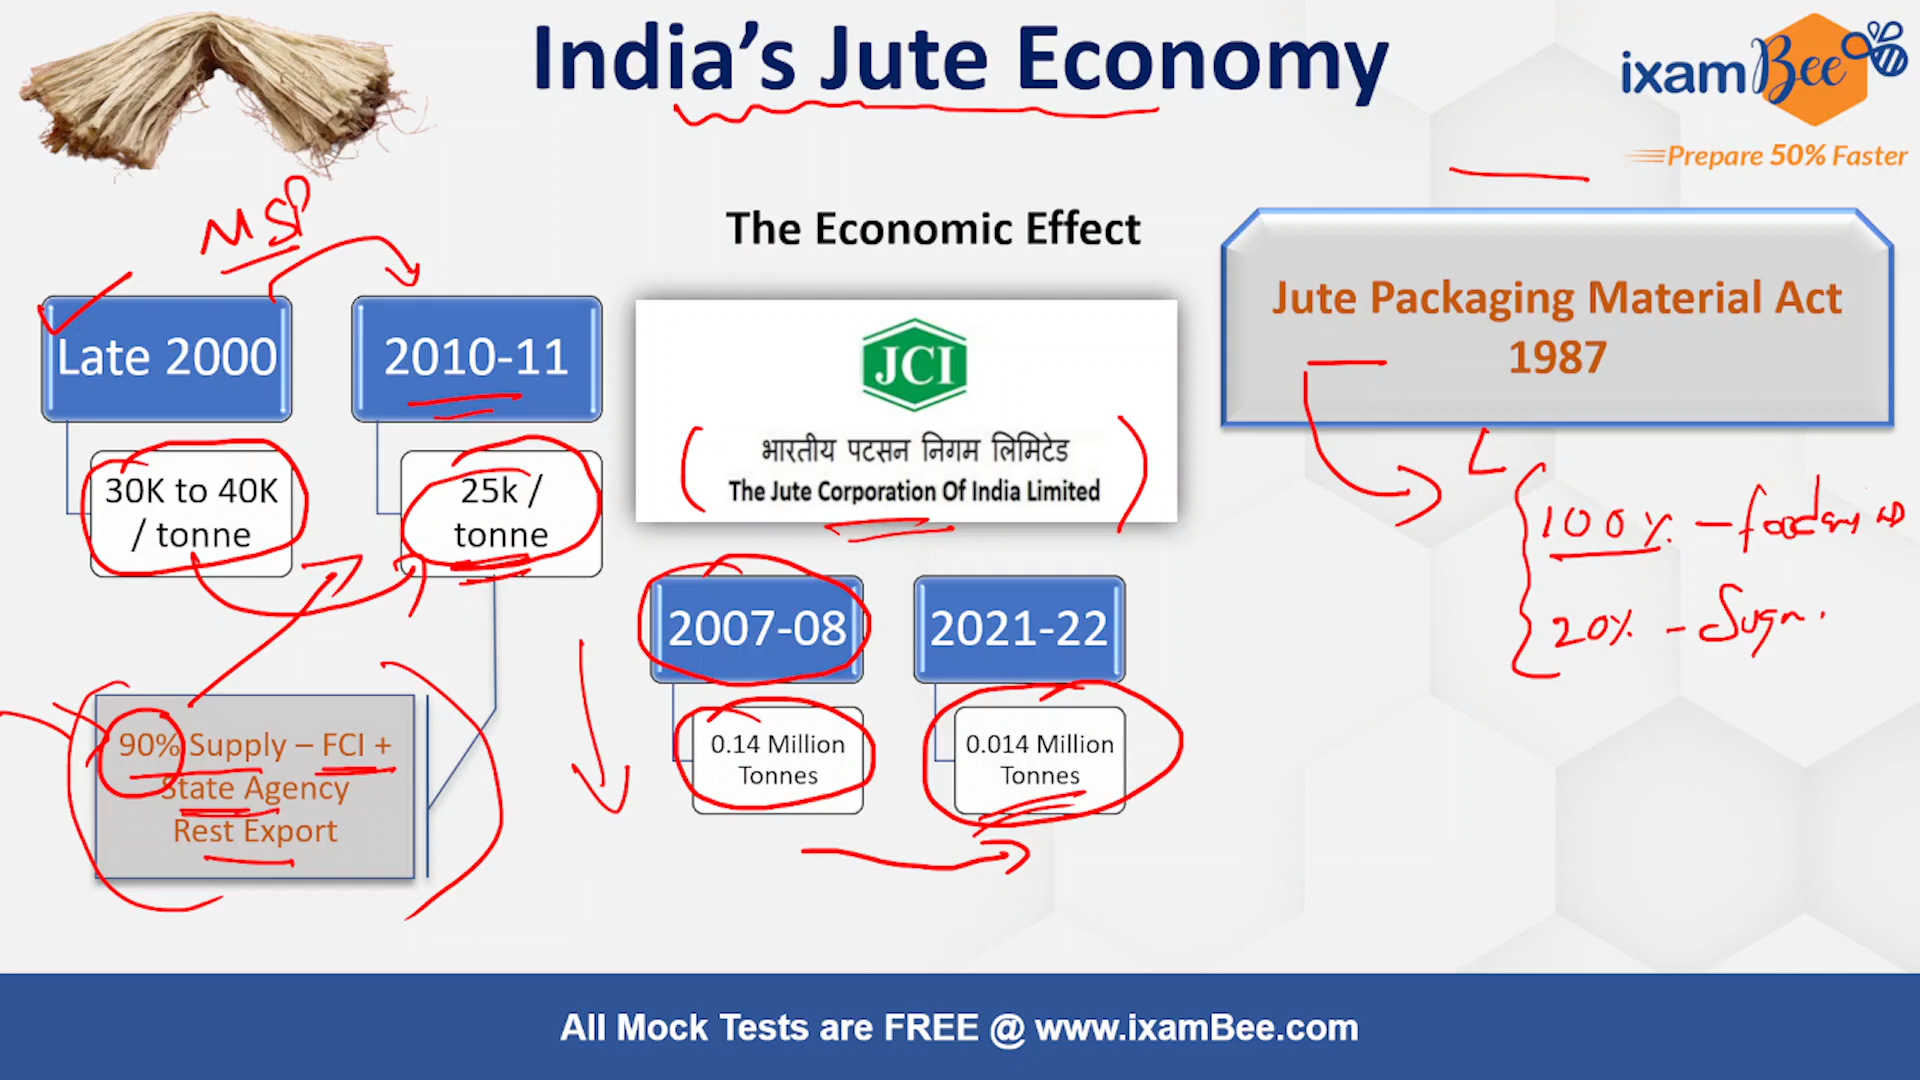 India's Jute Economy
ixamBee
Prepare 50% Faster
MSP
The Economic Effect
Late 2000
30K to 40K
/ tonne
2010-11
25k /
tonne
90% Supply – FCI +
State Agency
Rest Export
JCI
भारतीय पटसन निगम लिमिटेड
The Jute Corporation Of India Limited
2007-08
0.14 Million
Tonnes
2021-22
0.014 Million
Tonnes
Jute Packaging Material Act
1987
100% –
20% –
All Mock Tests are FREE @ www.ixamBee.com